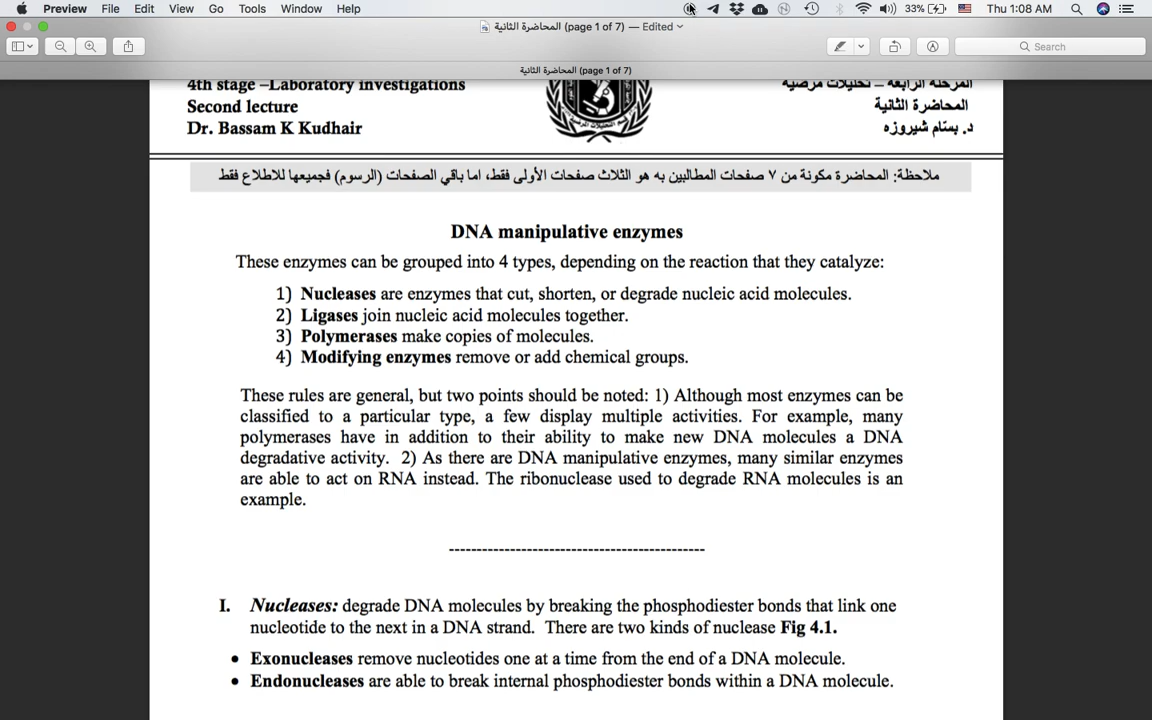 Preview File Edit View Go Tools Window Help 33% Thu 1:08 AM
المحاضرة الثانية (page 1 of 7) — Edited
Search
المحاضرة الثانية (page 1 of 7)
4th stage –Laboratory investigations
المرحلة الرابعة – تحليلات مرضية
Second lecture
المحاضرة الثانية
Dr. Bassam K Kudhair
د. بسّام شيروزه
ملاحظة: المحاضرة مكونة من ٧ صفحات المطالبين به هو الثلاث صفحات الأولى فقط، اما باقي الصفحات (الرسوم) فجميعها للاطلاع فقط
DNA manipulative enzymes
These enzymes can be grouped into 4 types, depending on the reaction that they catalyze:
1) Nucleases are enzymes that cut, shorten, or degrade nucleic acid molecules.
2) Ligases join nucleic acid molecules together.
3) Polymerases make copies of molecules.
4) Modifying enzymes remove or add chemical groups.
These rules are general, but two points should be noted: 1) Although most enzymes can be
classified to a particular type, a few display multiple activities. For example, many
polymerases have in addition to their ability to make new DNA molecules a DNA
degradative activity. 2) As there are DNA manipulative enzymes, many similar enzymes
are able to act on RNA instead. The ribonuclease used to degrade RNA molecules is an
example.
-----------------------------------------------
I. Nucleases: degrade DNA molecules by breaking the phosphodiester bonds that link one
nucleotide to the next in a DNA strand. There are two kinds of nuclease Fig 4.1.
• Exonucleases remove nucleotides one at a time from the end of a DNA molecule.
• Endonucleases are able to break internal phosphodiester bonds within a DNA molecule.